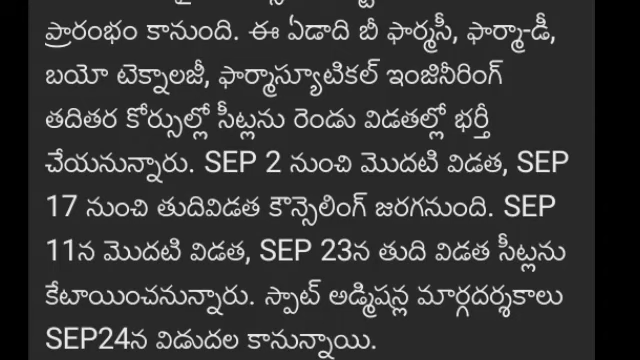 ప్రారంభం కానుంది. ఈ ఏడాది బీ ఫార్మసీ, ఫార్మా-డీ,
బయో టెక్నాలజీ, ఫార్మాస్యూటికల్ ఇంజినీరింగ్
తదితర కోర్సుల్లో సీట్లను రెండు విడతల్లో భర్తీ
చేయనున్నారు. SEP 2 నుంచి మొదటి విడత, SEP
17 నుంచి తుదివిడత కౌన్సెలింగ్ జరగనుంది. SEP
11న మొదటి విడత, SEP 23న తుది విడత సీట్లను
కేటాయించనున్నారు. స్పాట్ అడ్మిషన్ల మార్గదర్శకాలు
SEP24న విడుదల కానున్నాయి.